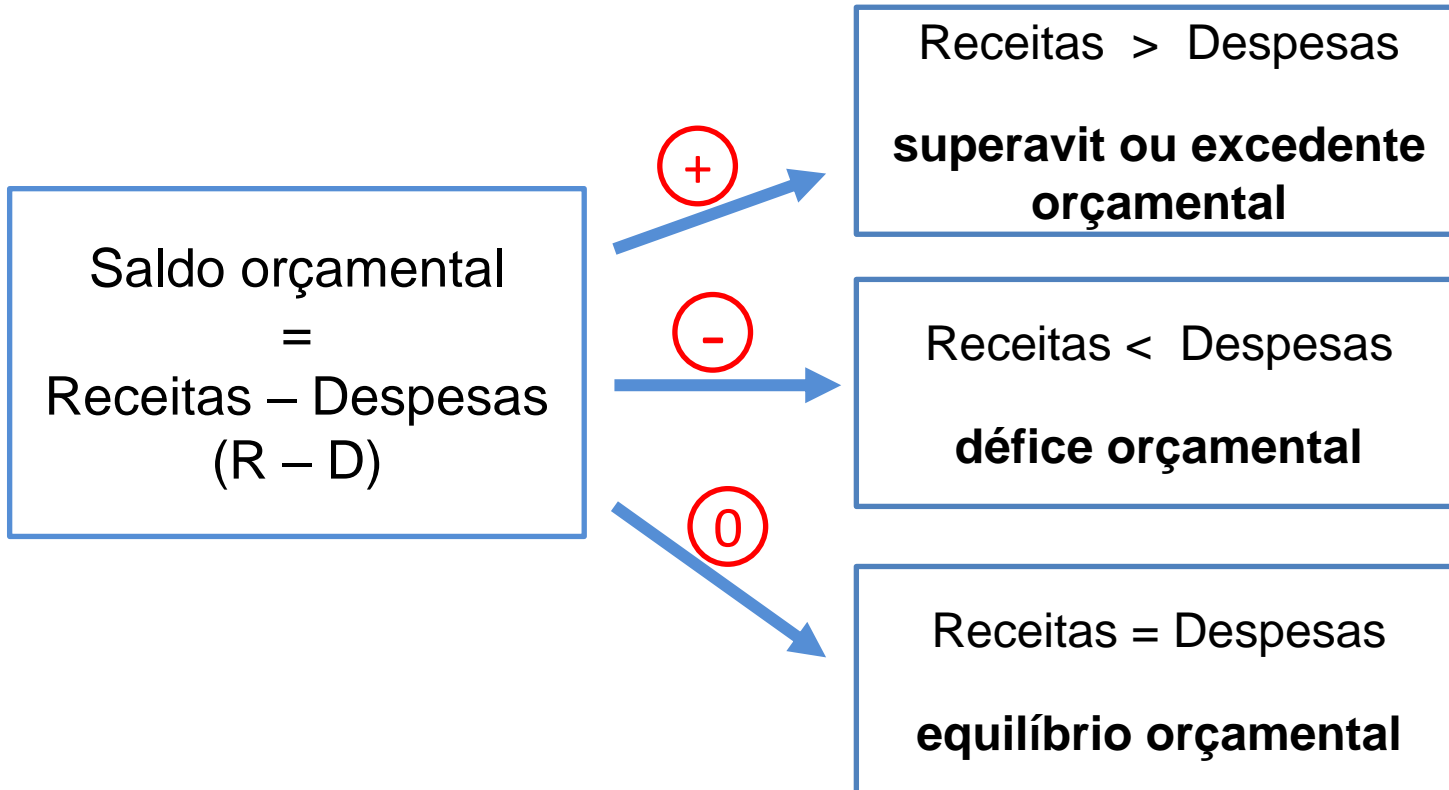 Saldo orçamental
=
Receitas – Despesas
(R – D)
+
Receitas > Despesas
superavit ou excedente
orçamental
-
Receitas < Despesas
défice orçamental
0
Receitas = Despesas
equilíbrio orçamental